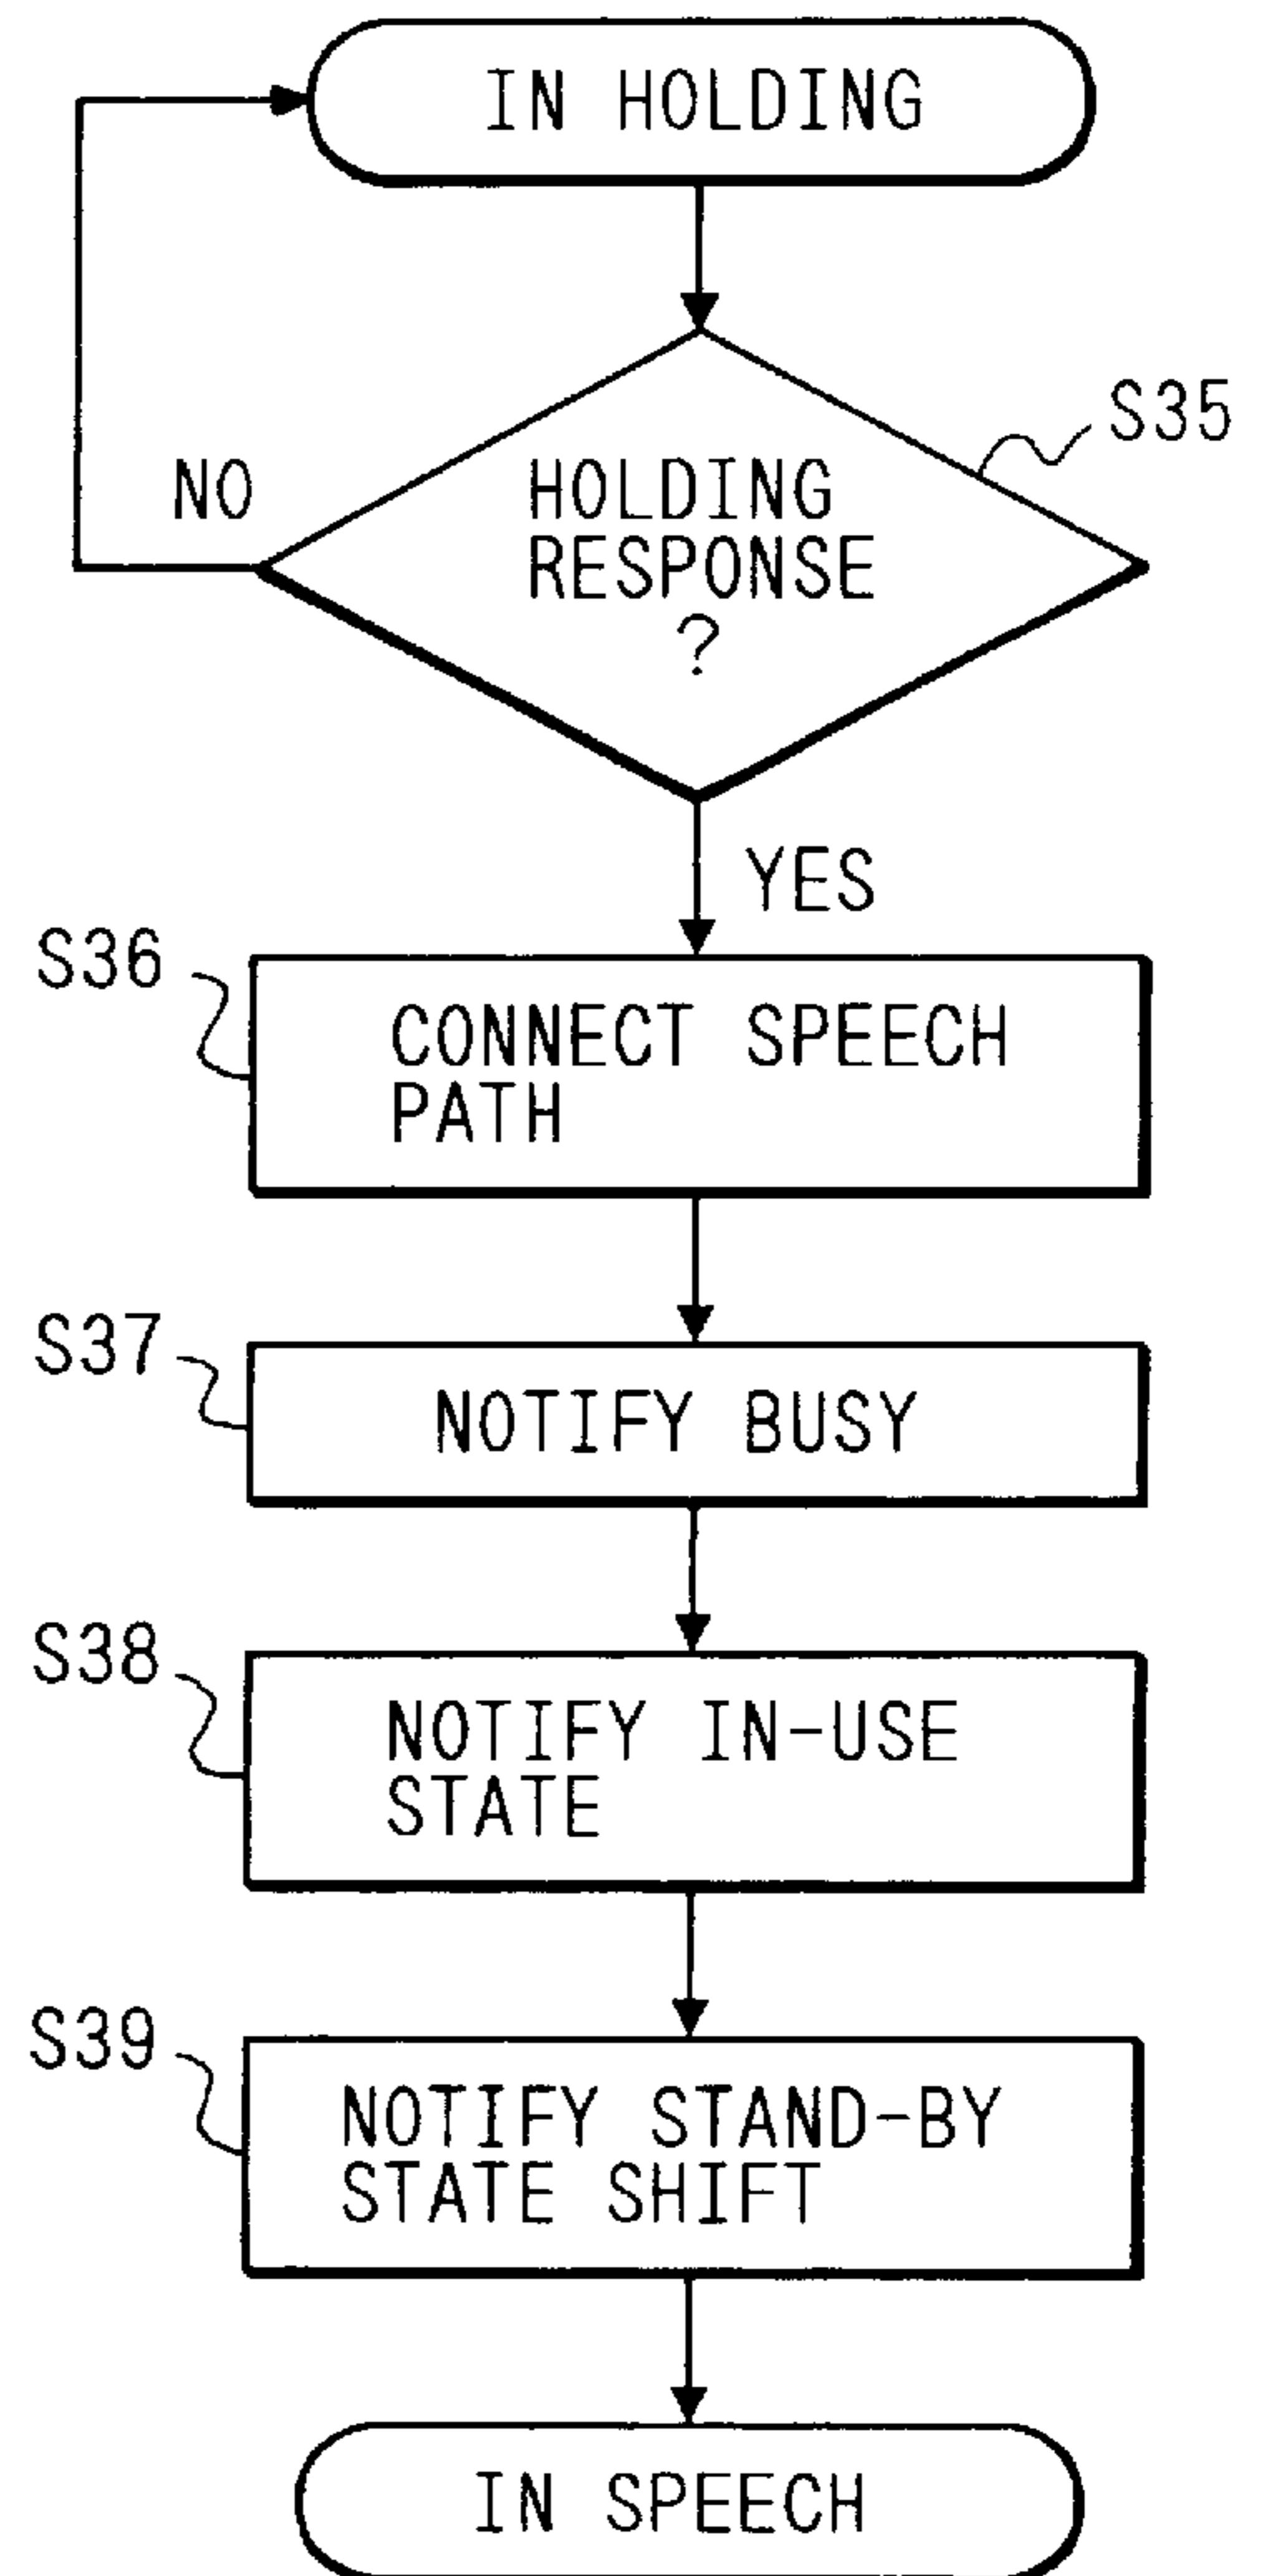 IN HOLDING
S35
NO
HOLDING
RESPONSE
?
YES
S36
CONNECT SPEECH
PATH
S37
NOTIFY BUSY
S38
NOTIFY IN-USE
STATE
S39
NOTIFY STAND-BY
STATE SHIFT
IN SPEECH